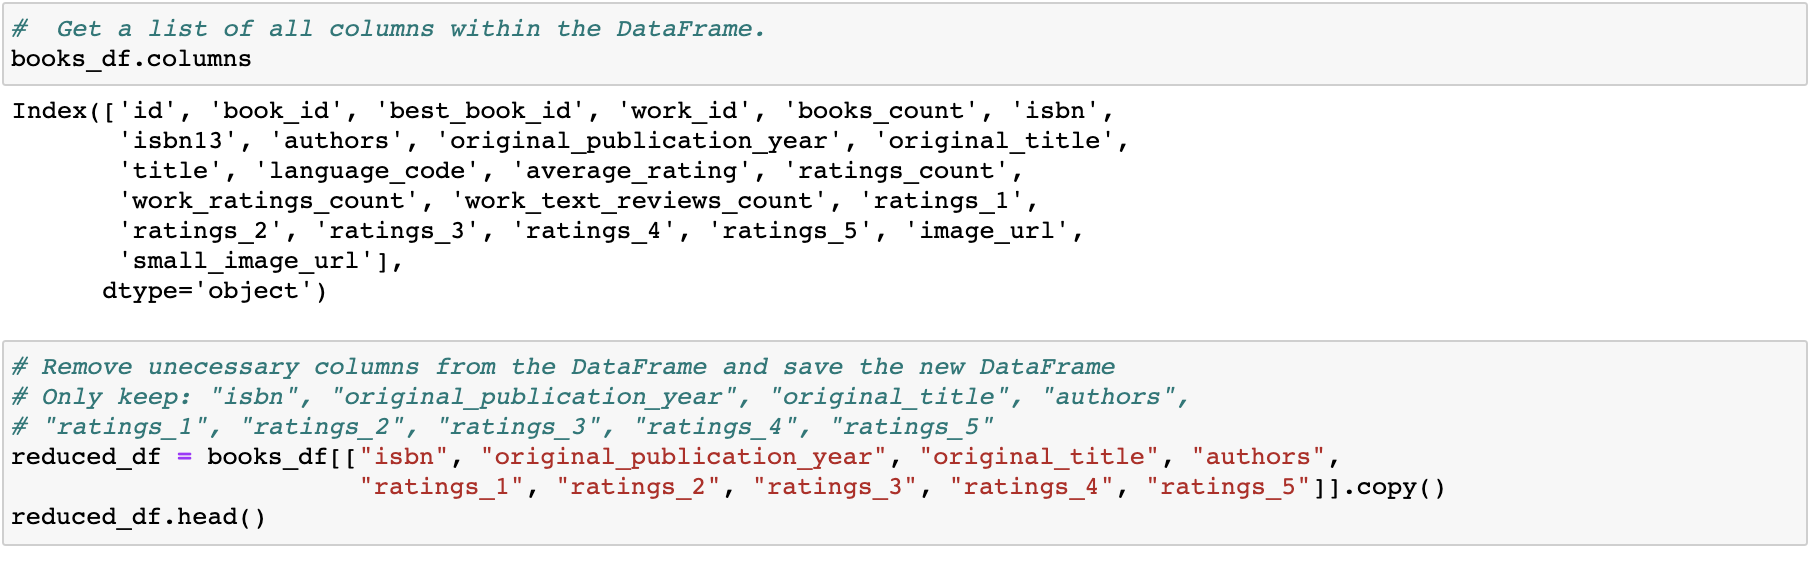 #  Get a list of all columns within the DataFrame.
books_df.columns
Index(['id', 'book_id', 'best_book_id', 'work_id', 'books_count', 'isbn',
       'isbn13', 'authors', 'original_publication_year', 'original_title',
       'title', 'language_code', 'average_rating', 'ratings_count',
       'work_ratings_count', 'work_text_reviews_count', 'ratings_1',
       'ratings_2', 'ratings_3', 'ratings_4', 'ratings_5', 'image_url',
       'small_image_url'],
      dtype='object')
# Remove unecessary columns from the DataFrame and save the new DataFrame
# Only keep: "isbn", "original_publication_year", "original_title", "authors",
# "ratings_1", "ratings_2", "ratings_3", "ratings_4", "ratings_5"
reduced_df = books_df[["isbn", "original_publication_year", "original_title", "authors",
                       "ratings_1", "ratings_2", "ratings_3", "ratings_4", "ratings_5"]].copy()
reduced_df.head()